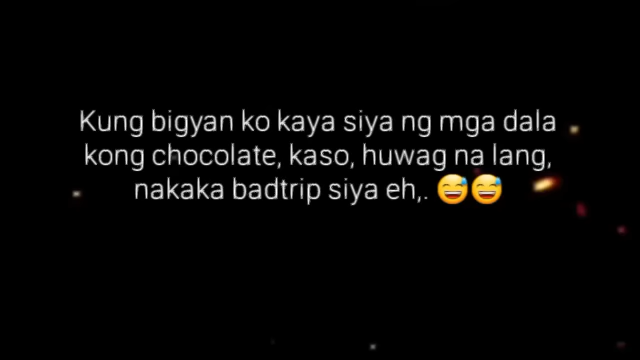 Kung bigyan ko kaya siya ng mga dala
kong chocolate, kaso, huwag na lang,
nakaka badtrip siya eh,. 😅😅